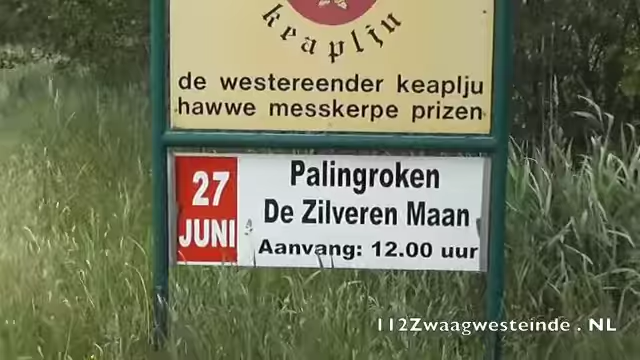 keaplju
de westereender keaplju
hawwe messkerpe prizen
27
JUNI
Palingroken
De Zilveren Maan
Aanvang: 12.00 uur
112Zwaagwesteinde . NL